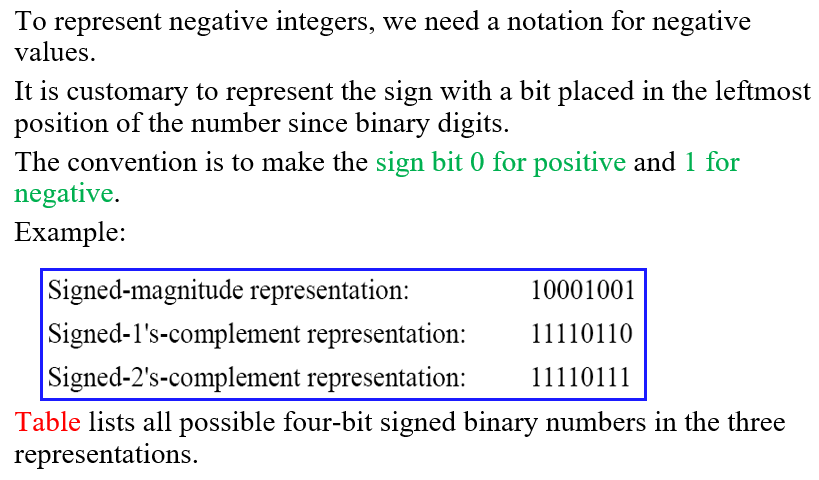 To represent negative integers, we need a notation for negative
values.
It is customary to represent the sign with a bit placed in the leftmost
position of the number since binary digits.
The convention is to make the sign bit 0 for positive and 1 for
negative.
Example:
Signed-magnitude representation: 10001001
Signed-1's-complement representation: 11110110
Signed-2's-complement representation: 11110111
Table lists all possible four-bit signed binary numbers in the three
representations.